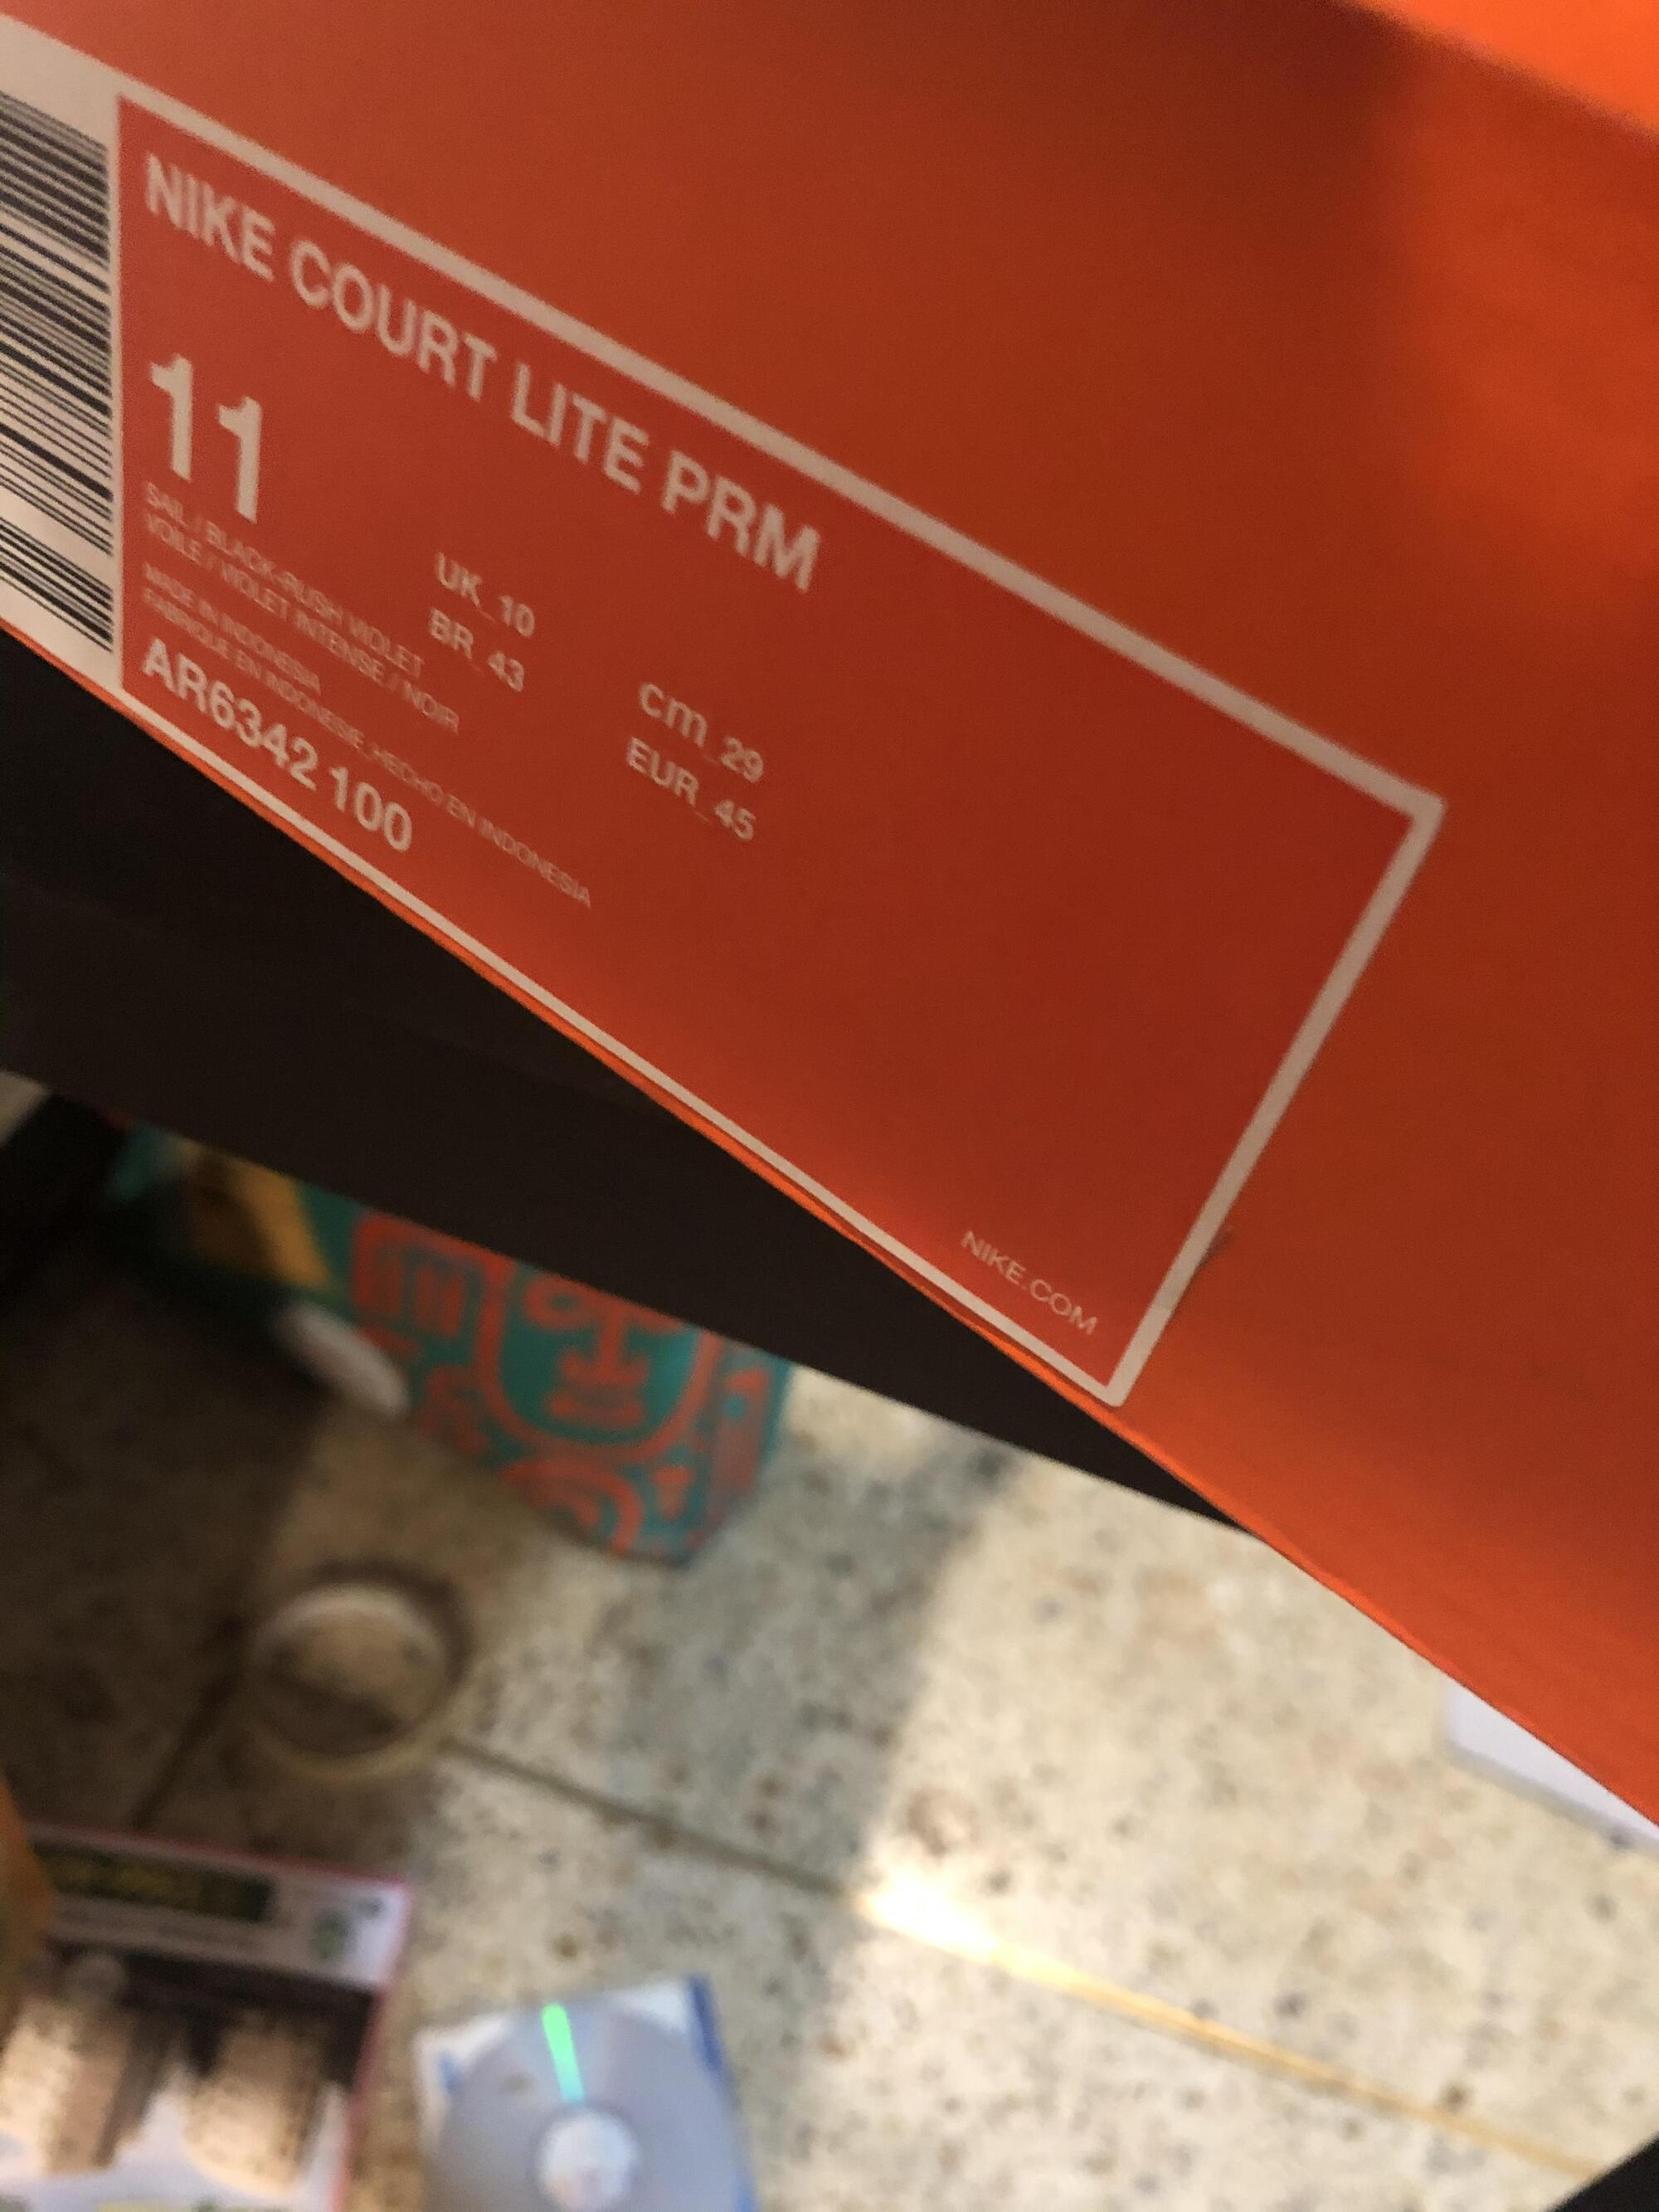 NIKE COURT LITE PRM
11
UK_10
BR_43
cm_29
EUR_45
SAIL / BLACK-RUSH VIOLET
VOILE / VIOLET INTENSE / NOIR
MADE IN INDONESIA
FABRIQUE EN INDONESIE_HECHO EN INDONESIA
AR6342 100
NIKE.COM